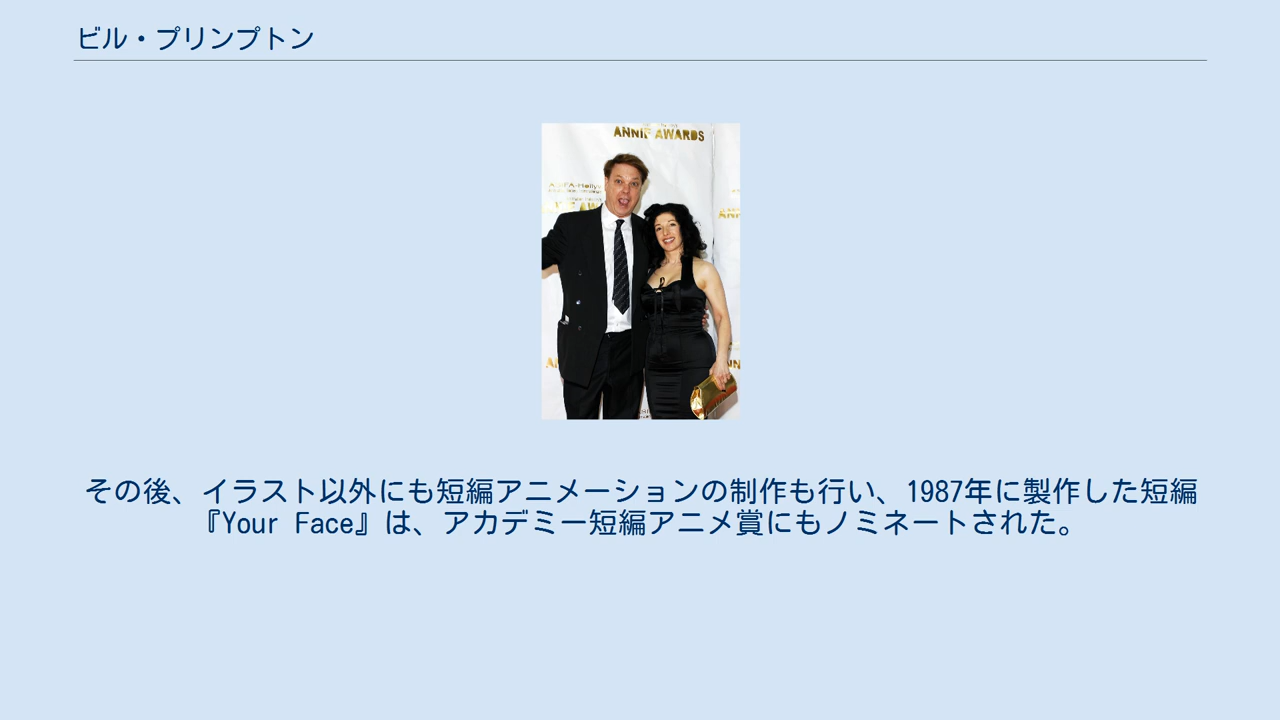 ビル・プリンプトン
ANNIE AWARDS
その後、イラスト以外にも短編アニメーションの制作も行い、1987年に製作した短編
『Your Face』は、アカデミー短編アニメ賞にもノミネートされた。